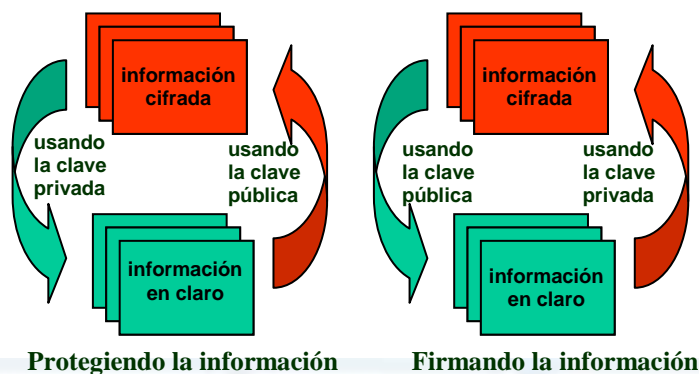 información
cifrada
usando
la clave
privada
usando
la clave
pública
información
en claro
Protegiendo la información
información
cifrada
usando
la clave
pública
usando
la clave
privada
información
en claro
Firmando la información